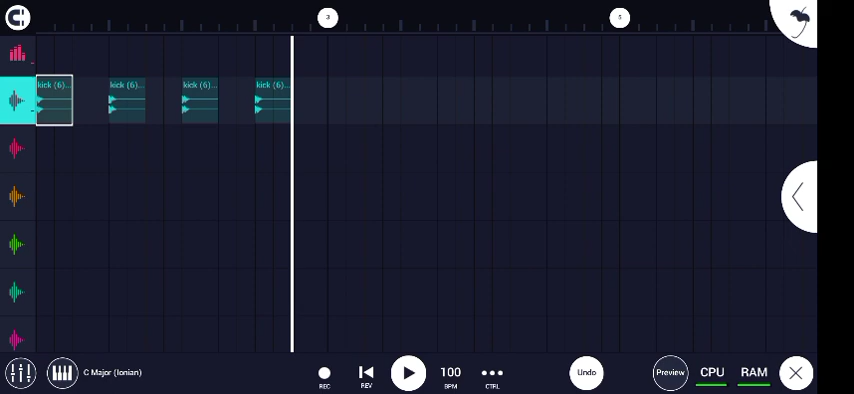 3
5
kick (6)...
kick (6)...
kick (6)...
kick (6)...
C Major (Ionian)
REC
REV
100
BPM
CTRL
Undo
Preview
CPU
RAM